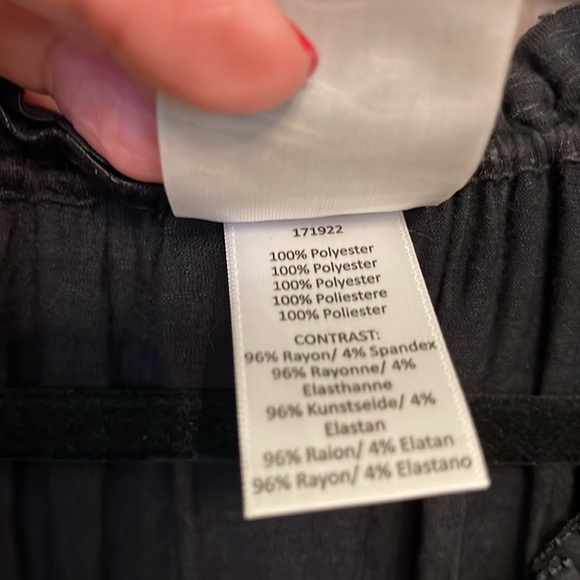 171922
100% Polyester
100% Polyester
100% Polyester
100% Poliestere
100% Poliester
CONTRAST:
96% Rayon/ 4% Spandex
96% Rayonne/ 4%
Elasthanne
96% Kunstseide/ 4%
Elastan
96% Raion/ 4% Elatan
96% Rayon/ 4% Elastano